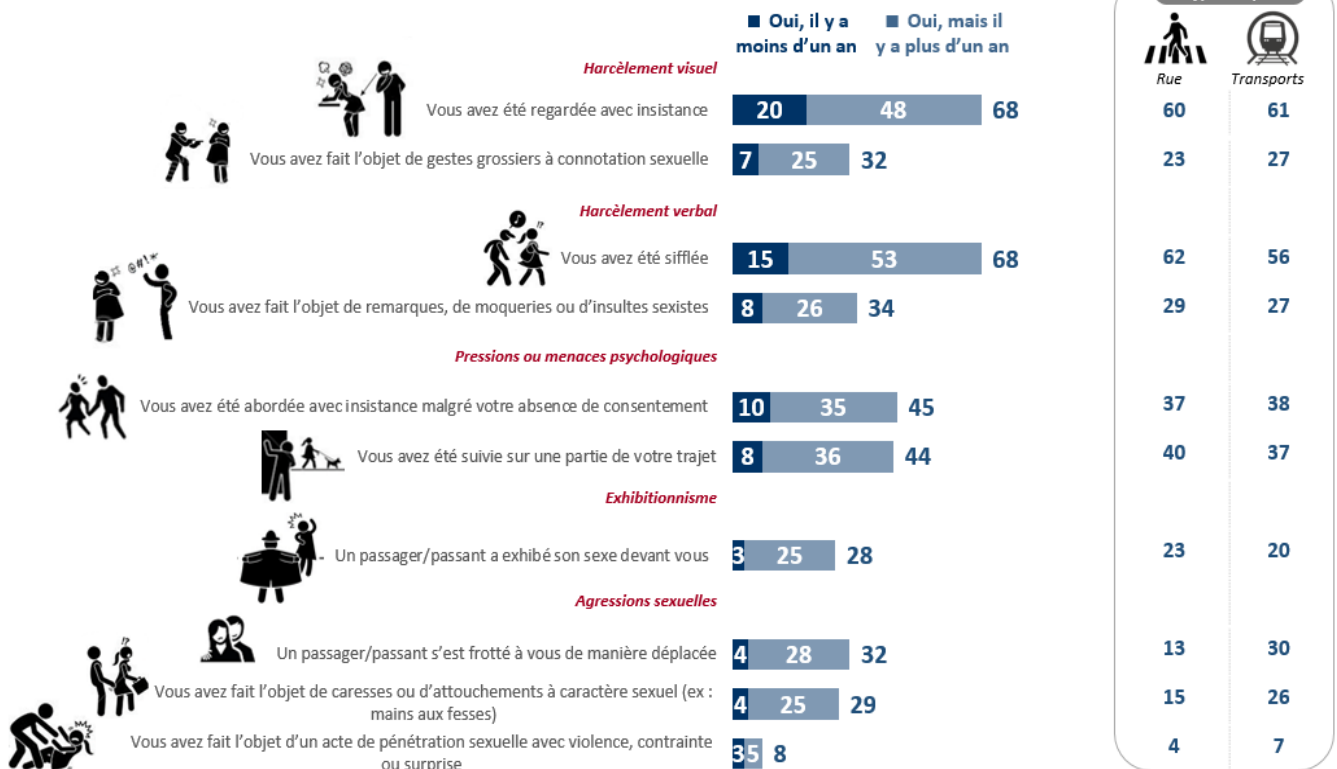 ■ Oui, il y a
moins d'un an
■ Oui, mais il
y a plus d'un an
Rue
Transports
Harcèlement visuel
Vous avez été regardée avec insistance 20 48 68 60 61
Vous avez fait l'objet de gestes grossiers à connotation sexuelle 7 25 32 23 27
Harcèlement verbal
Vous avez été sifflée 15 53 68 62 56
@#!*
Vous avez fait l'objet de remarques, de moqueries ou d'insultes sexistes 8 26 34 29 27
Pressions ou menaces psychologiques
Vous avez été abordée avec insistance malgré votre absence de consentement 10 35 45 37 38
Vous avez été suivie sur une partie de votre trajet 8 36 44 40 37
Exhibitionnisme
Un passager/passant a exhibé son sexe devant vous 3 25 28 23 20
Agressions sexuelles
Un passager/passant s'est frotté à vous de manière déplacée 4 28 32 13 30
Vous avez fait l'objet de caresses ou d'attouchements à caractère sexuel (ex :
mains aux fesses) 4 25 29 15 26
Vous avez fait l'objet d'un acte de pénétration sexuelle avec violence, contrainte
ou surprise 3 5 8 4 7